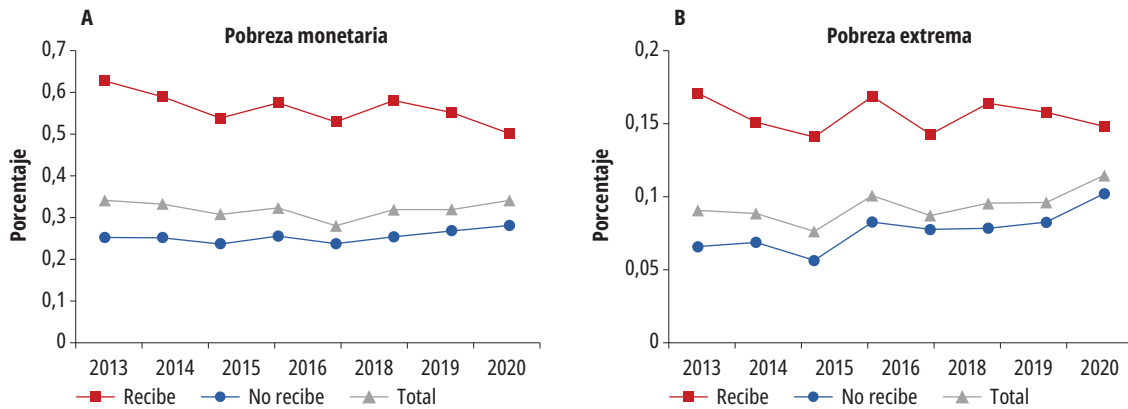 A
Pobreza monetaria
Porcentaje
0,7
0,6
0,5
0,4
0,3
0,2
0,1
0
2013 2014 2015 2016 2018 2019 2020
Recibe No recibe Total
B
Pobreza extrema
Porcentaje
0,2
0,15
0,1
0,05
0
2013 2014 2015 2016 2018 2019 2020
Recibe No recibe Total